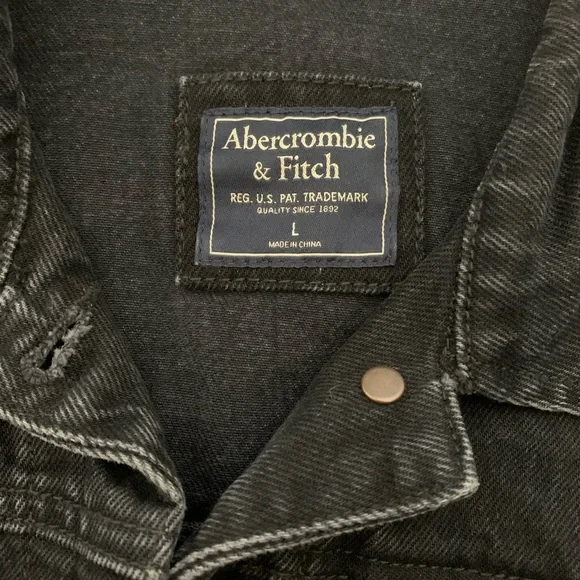 Abercrombie
& Fitch
REG. U.S. PAT. TRADEMARK
QUALITY SINCE 1892
L
MADE IN CHINA